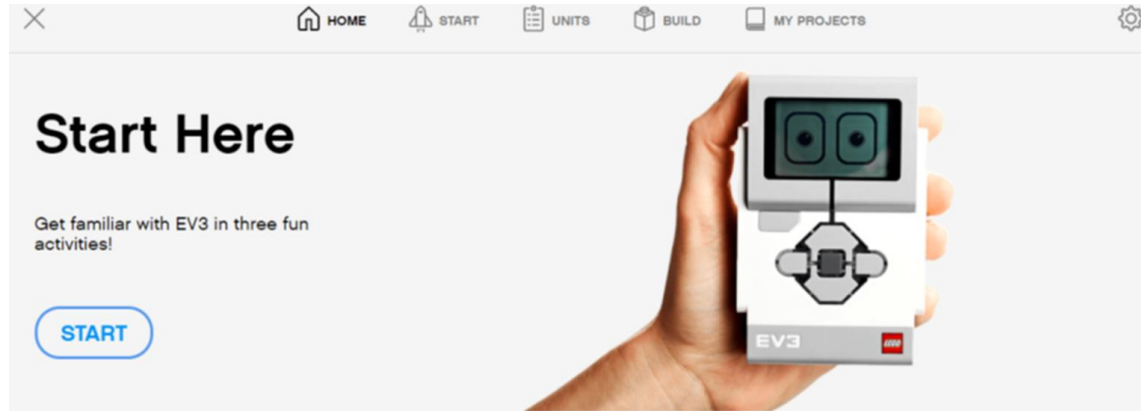 HOME
START
UNITS
BUILD
MY PROJECTS
Start Here
Get familiar with EV3 in three fun
activities!
START
EV3
LEGO